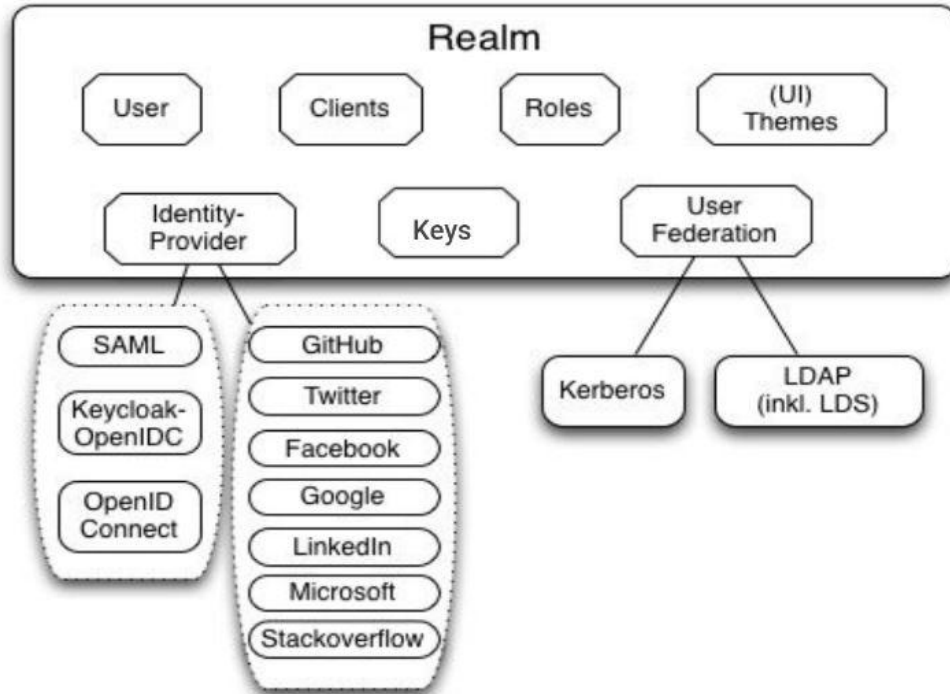 Realm
User
Clients
Roles
(UI)
Themes
Identity-
Provider
Keys
User
Federation
SAML
Keycloak-
OpenIDC
OpenID
Connect
GitHub
Twitter
Facebook
Google
LinkedIn
Microsoft
Stackoverflow
Kerberos
LDAP
(inkl. LDS)